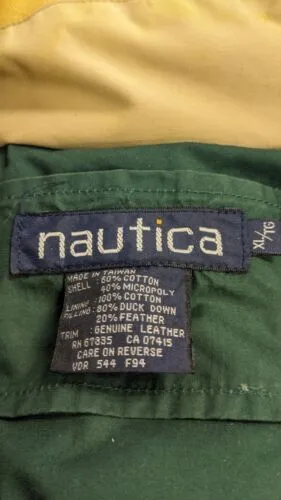 nautica
XL/TG
MADE IN TAIWAN
SHELL: 60% COTTON
40% MICROPOLY
LINING: 100% COTTON
FILLING: 80% DUCK DOWN
20% FEATHER
TRIM : GENUINE LEATHER
RN 67835 CA 07415
CARE ON REVERSE
VDR 544 F94